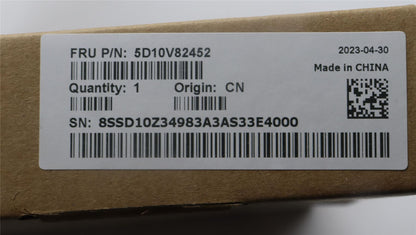 FRU P/N: 5D10V82452
2023-04-30
Made in CHINA
Quantity: 1 Origin: CN
SN: 8SSD10Z34983A3AS33E4000